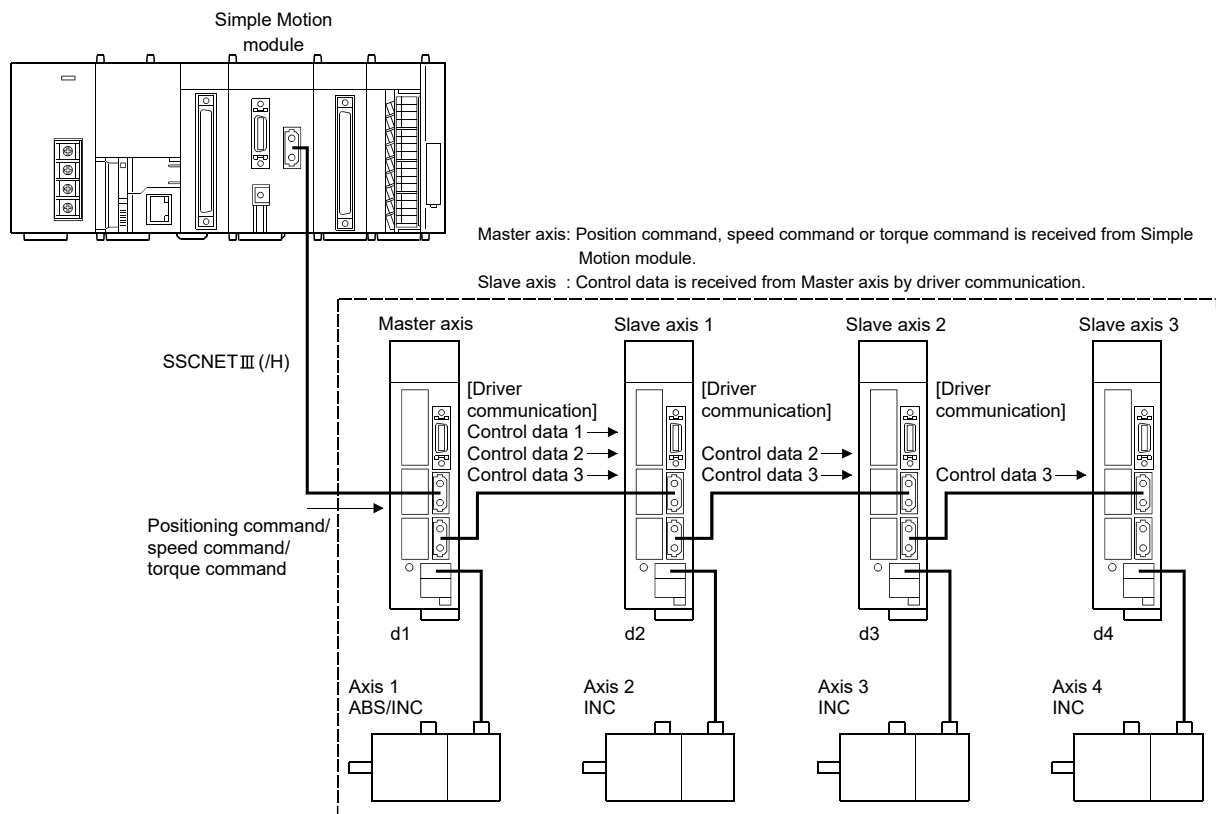 Simple Motion
module
Master axis: Position command, speed command or torque command is received from Simple
Motion module.
Slave axis : Control data is received from Master axis by driver communication.
SSCNETⅢ(/H)
Master axis
Slave axis 1
Slave axis 2
Slave axis 3
[Driver
communication]
Control data 1
Control data 2
Control data 3
[Driver
communication]
Control data 2
Control data 3
[Driver
communication]
Control data 3
Positioning command/
speed command/
torque command
d1
d2
d3
d4
Axis 1
ABS/INC
Axis 2
INC
Axis 3
INC
Axis 4
INC